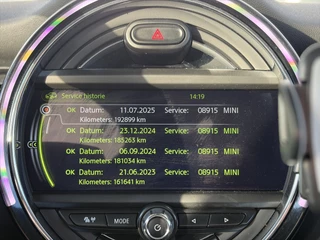 Service historie 14:19
OK Datum: 11.07.2025 Service: 08915 MINI
Kilometers: 192899 km
OK Datum: 23.12.2024 Service: 08915 MINI
Kilometers: 185263 km
OK Datum: 06.09.2024 Service: 08915 MINI
Kilometers: 181034 km
OK Datum: 21.06.2023 Service: 08915 MINI
Kilometers: 161641 km
MODE